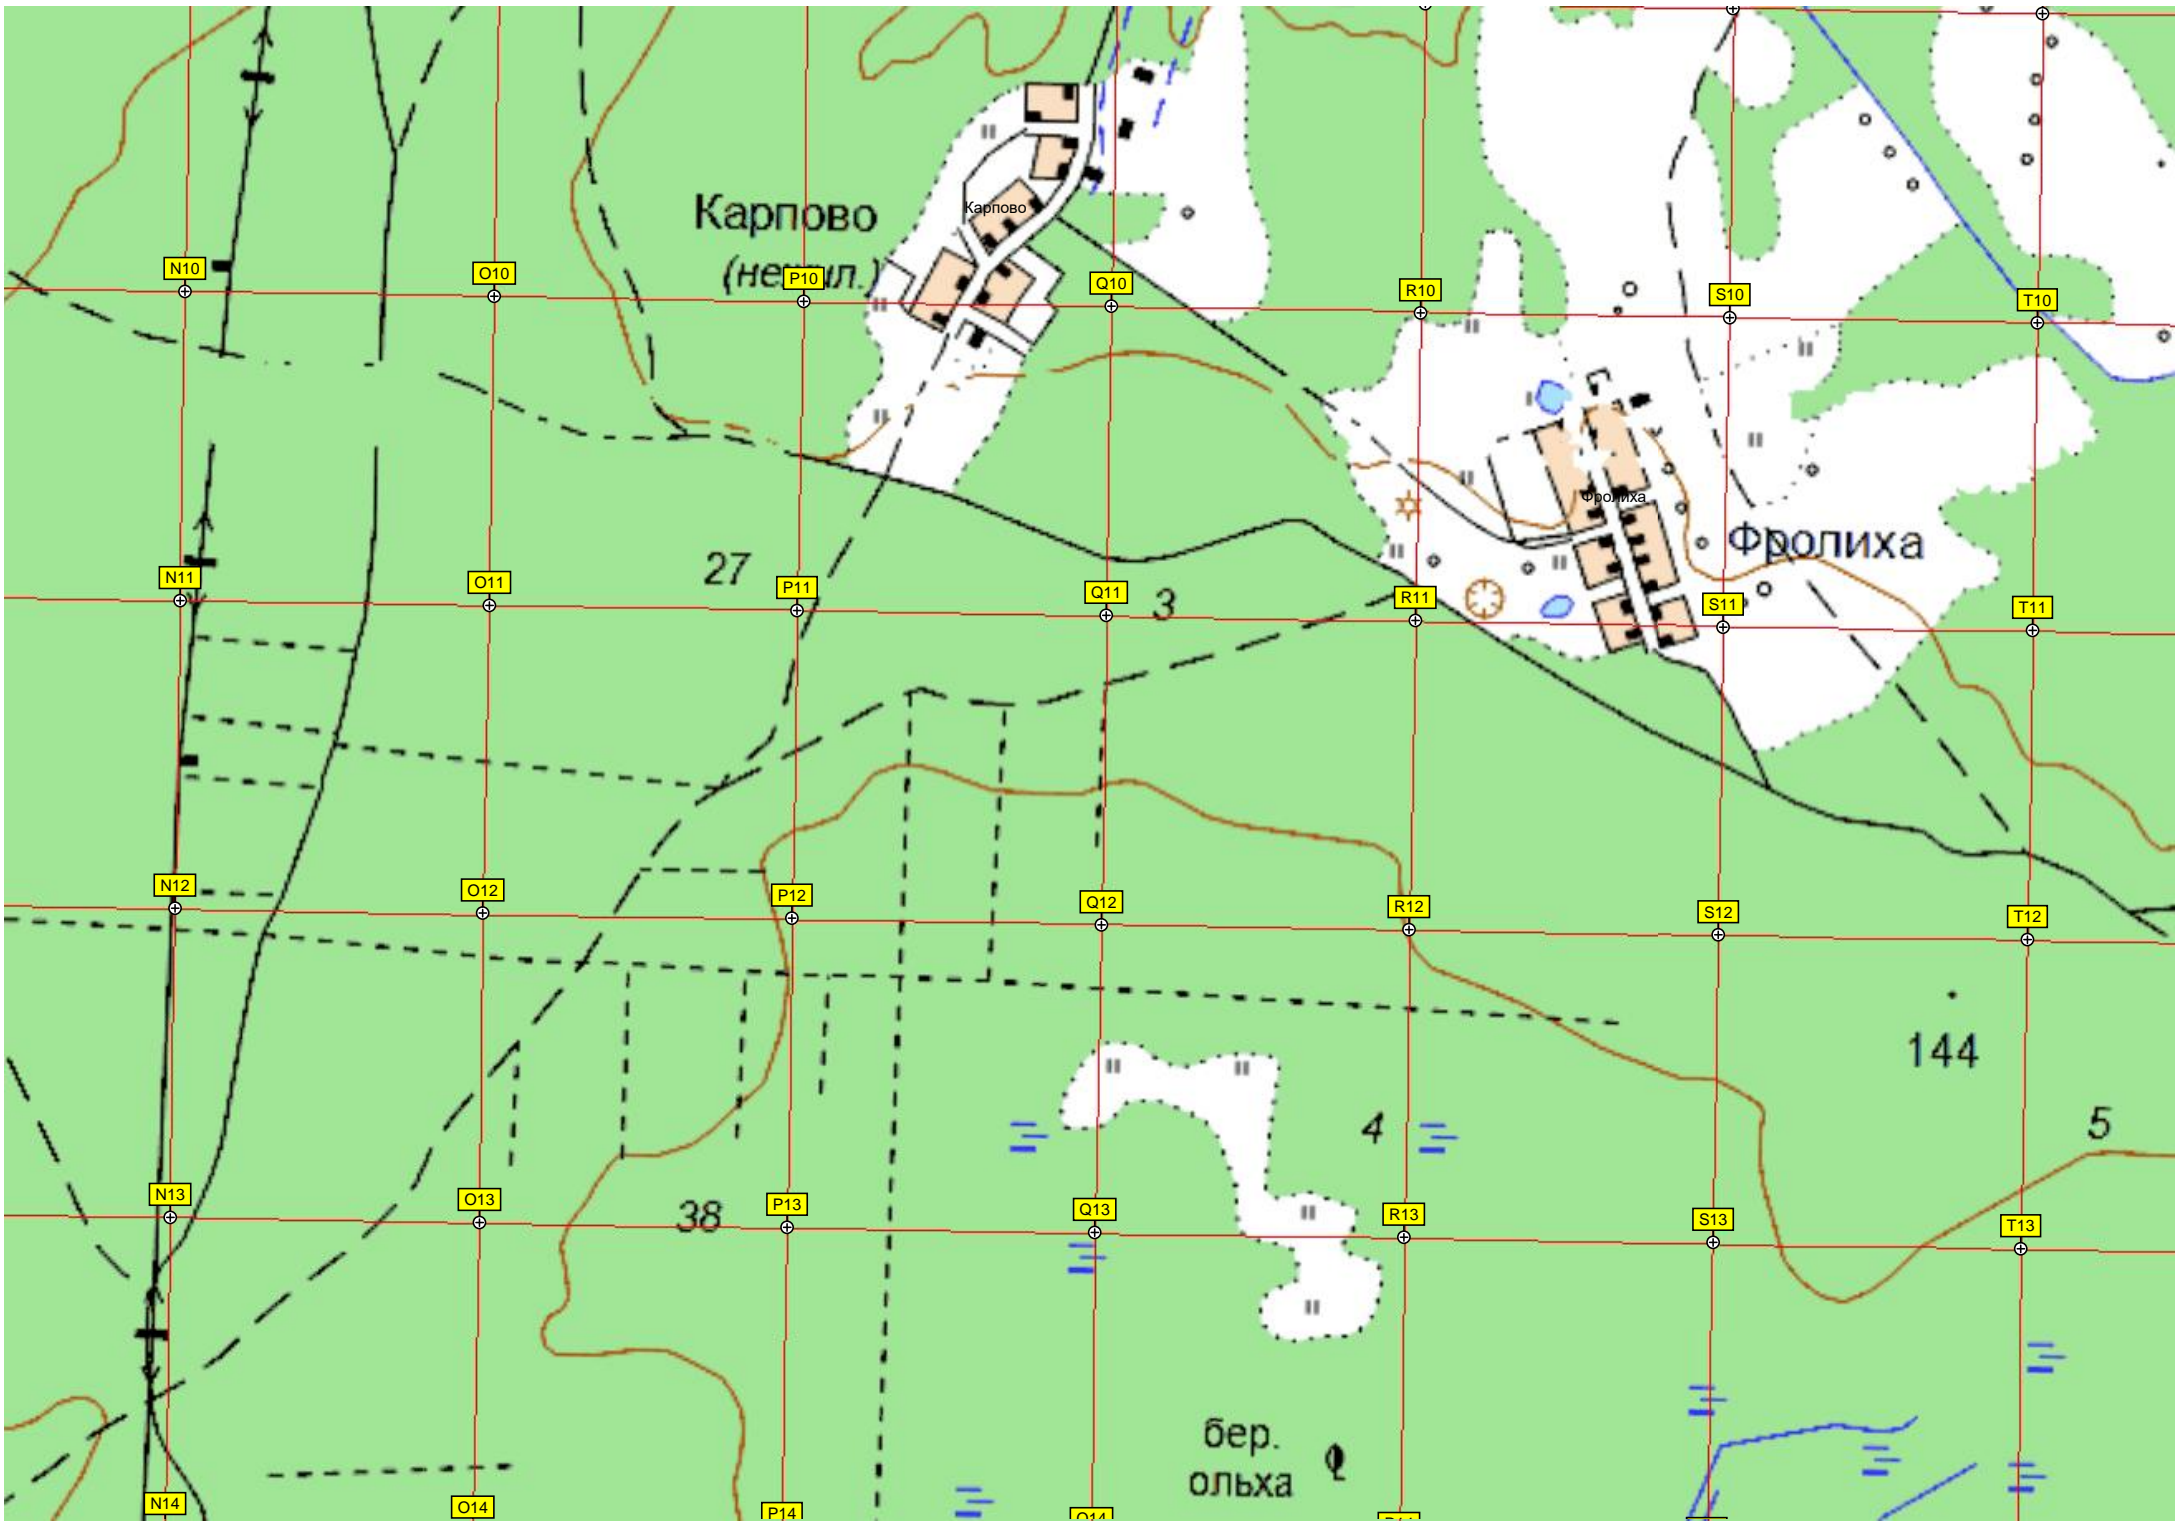 Карпово
Карпово
N10
O10
(нежил.)
P10
Q10
R10
S10
T10
Фролиха
Фролиха
27
N11
O11
P11
Q11
3
R11
S11
T11
N12
O12
P12
Q12
R12
S12
T12
144
4
5
N13
O13
38
P13
Q13
R13
S13
T13
бер.
ольха
N14
O14
P14
Q14